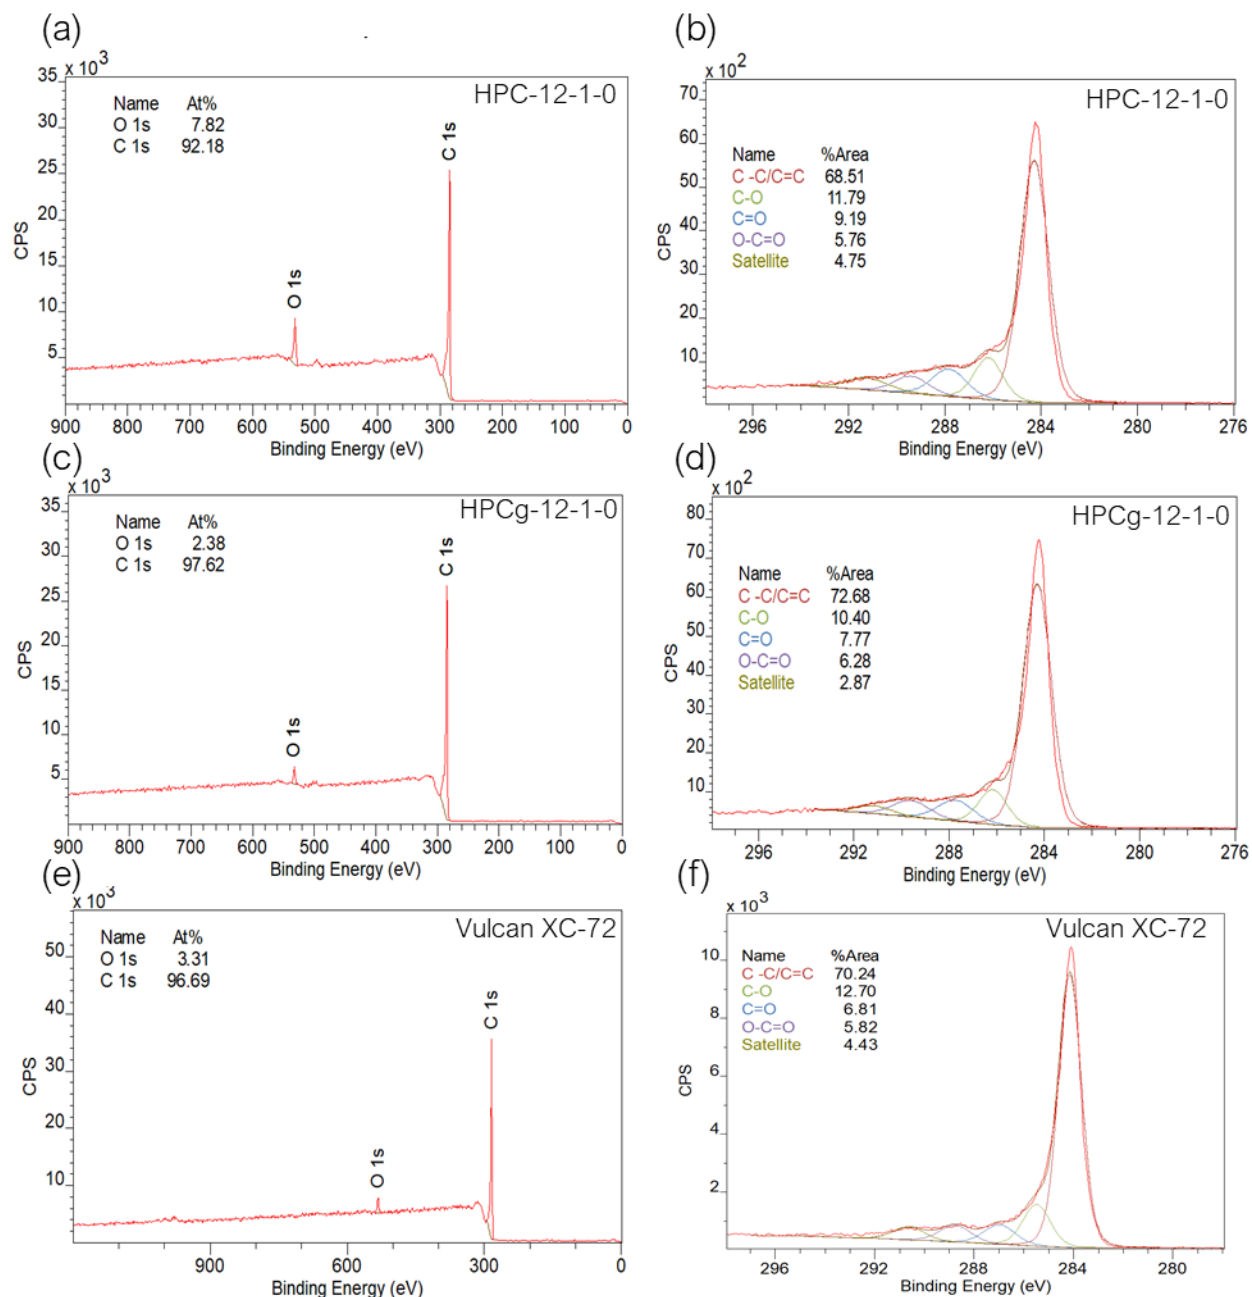 (a)
x 10³
HPC-12-1-0
Name At%
O 1s 7.82
C 1s 92.18
O 1s
C 1s
CPS
35
30
25
20
15
10
5
900 800 700 600 500 400 300 200 100 0
Binding Energy (eV)
(b)
x 10²
HPC-12-1-0
Name %Area
C -C/C=C 68.51
C-O 11.79
C=O 9.19
O-C=O 5.76
Satellite 4.75
CPS
70
60
50
40
30
20
10
296 292 288 284 280 276
Binding Energy (eV)
(c)
x 10³
HPCg-12-1-0
Name At%
O 1s 2.38
C 1s 97.62
O 1s
C 1s
CPS
35
30
25
20
15
10
5
900 800 700 600 500 400 300 200 100 0
Binding Energy (eV)
(d)
x 10²
HPCg-12-1-0
Name %Area
C -C/C=C 72.68
C-O 10.40
C=O 7.77
O-C=O 6.28
Satellite 2.87
CPS
80
70
60
50
40
30
20
10
296 292 288 284 280 276
Binding Energy (eV)
(e)
x 10³
Vulcan XC-72
Name At%
O 1s 3.31
C 1s 96.69
O 1s
C 1s
CPS
50
40
30
20
10
900 600 300 0
Binding Energy (eV)
(f)
x 10³
Vulcan XC-72
Name %Area
C -C/C=C 70.24
C-O 12.70
C=O 6.81
O-C=O 5.82
Satellite 4.43
CPS
10
8
6
4
2
296 292 288 284 280
Binding Energy (eV)